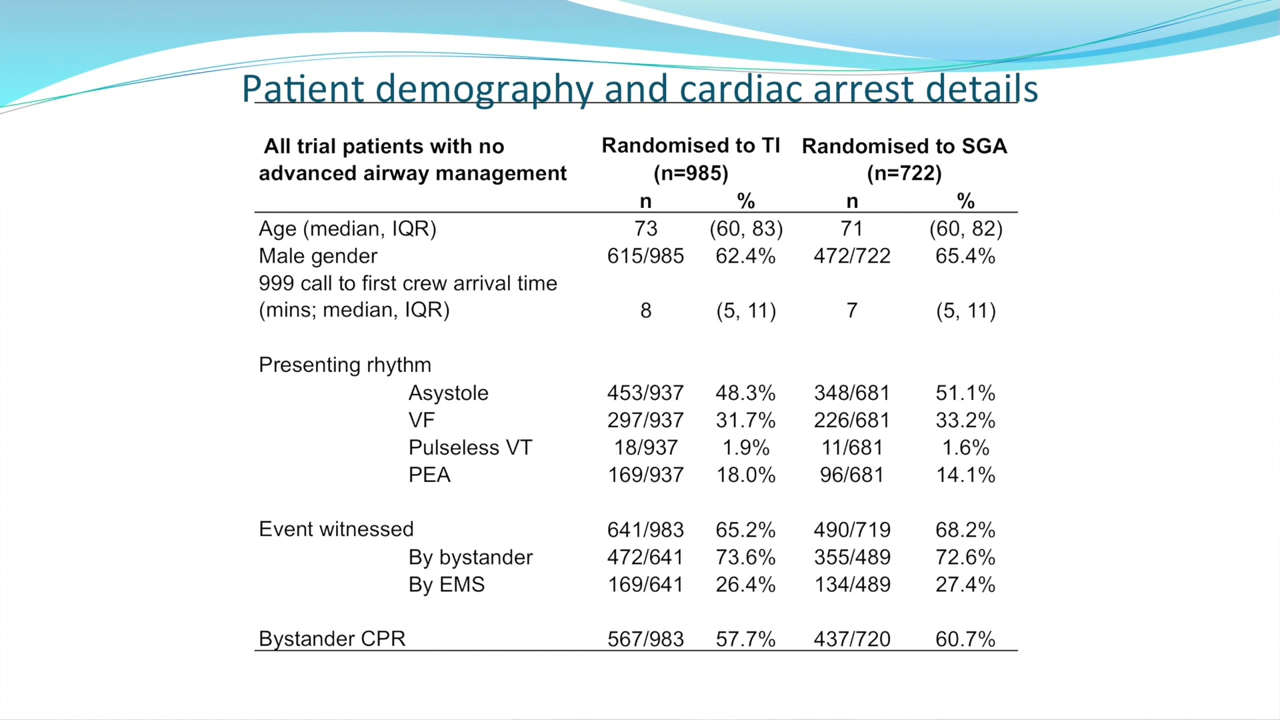 Patient demography and cardiac arrest details
All trial patients with no advanced airway management Randomised to TI (n=985) Randomised to SGA (n=722)
n % n %
Age (median, IQR) 73 (60, 83) 71 (60, 82)
Male gender 615/985 62.4% 472/722 65.4%
999 call to first crew arrival time
(mins; median, IQR) 8 (5, 11) 7 (5, 11)
Presenting rhythm
Asystole 453/937 48.3% 348/681 51.1%
VF 297/937 31.7% 226/681 33.2%
Pulseless VT 18/937 1.9% 11/681 1.6%
PEA 169/937 18.0% 96/681 14.1%
Event witnessed 641/983 65.2% 490/719 68.2%
By bystander 472/641 73.6% 355/489 72.6%
By EMS 169/641 26.4% 134/489 27.4%
Bystander CPR 567/983 57.7% 437/720 60.7%